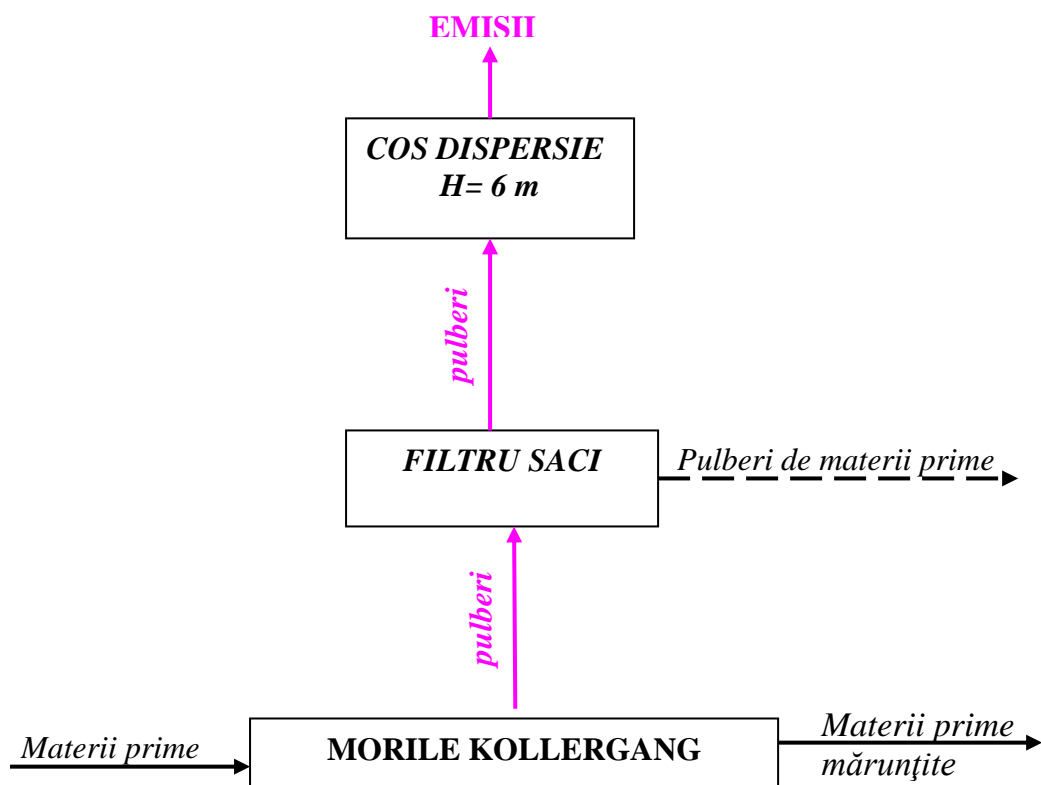 EMISII
COS DISPERSIE
H= 6 m
pulberi
FILTRU SACI
Pulberi de materii prime
pulberi
Materii prime
MORILE KOLLERGANG
Materii prime
mărunţite